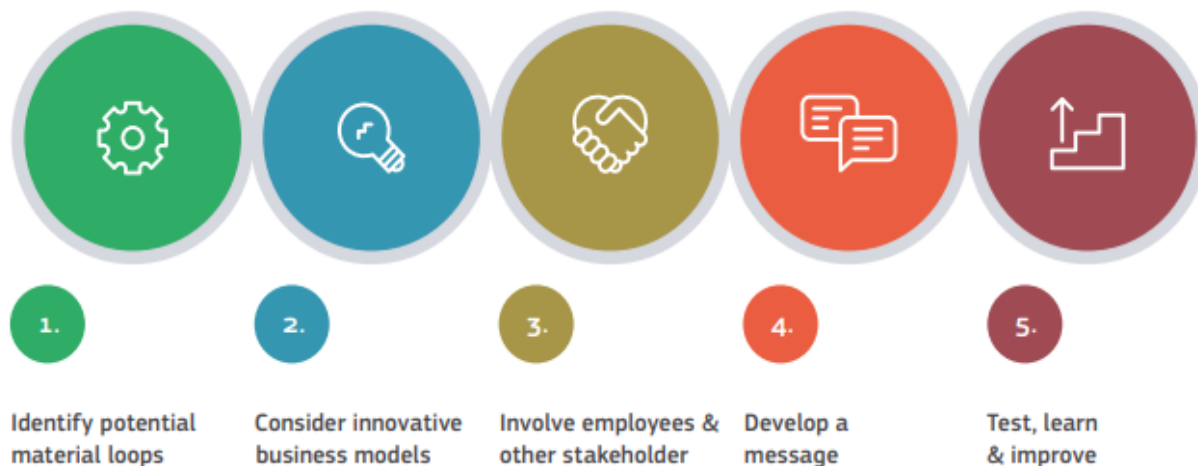 1.
Identify potential
material loops
2.
Consider innovative
business models
3.
Involve employees &
other stakeholder
4.
Develop a
message
5.
Test, learn
& improve